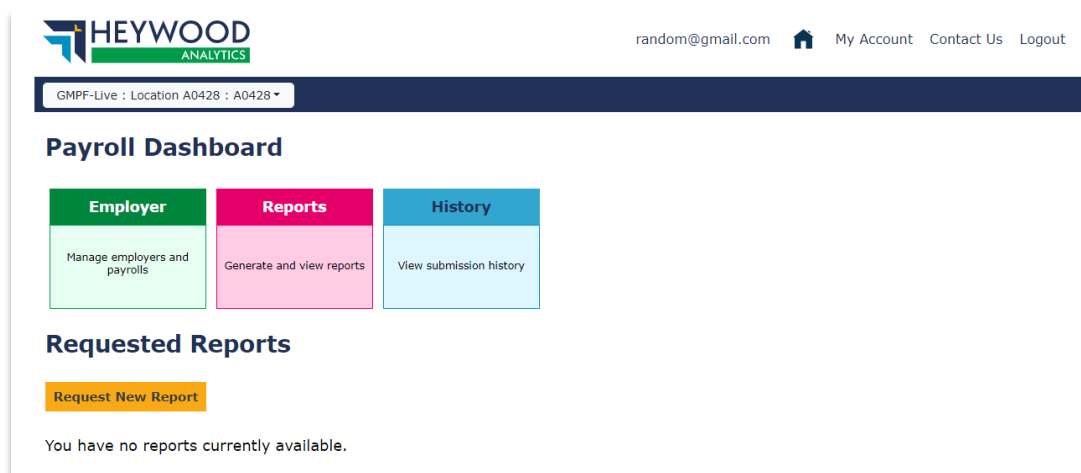 HEYWOOD
ANALYTICS
random@gmail.com My Account Contact Us Logout
GMPF-Live : Location A0428 : A0428
Payroll Dashboard
Employer Reports History
Manage employers and
payrolls
Generate and view reports
View submission history
Requested Reports
Request New Report
You have no reports currently available.